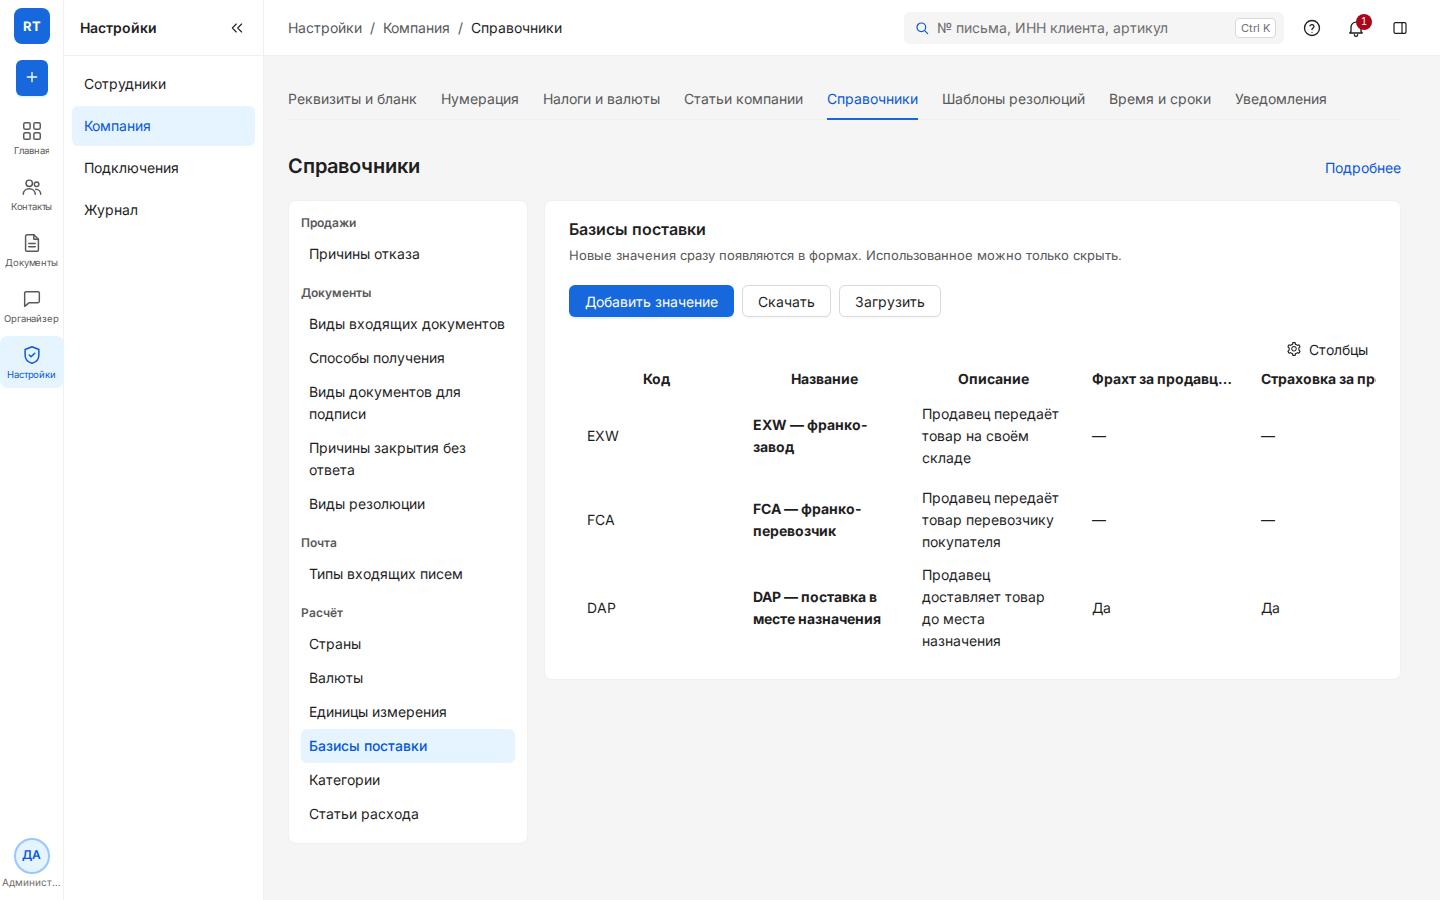 RT
Настройки
Настройки / Компания / Справочники
№ письма, ИНН клиента, артикул
Ctrl K
1
Главная
Контакты
Документы
Органайзер
Настройки
ДА
Админист...
Сотрудники
Компания
Подключения
Журнал
Реквизиты и бланк
Нумерация
Налоги и валюты
Статьи компании
Справочники
Шаблоны резолюций
Время и сроки
Уведомления
Справочники
Подробнее
Продажи
Причины отказа
Документы
Виды входящих документов
Способы получения
Виды документов для
подписи
Причины закрытия без
ответа
Виды резолюции
Почта
Типы входящих писем
Расчёт
Страны
Валюты
Единицы измерения
Базисы поставки
Категории
Статьи расхода
Базисы поставки
Новые значения сразу появляются в формах. Использованное можно только скрыть.
Добавить значение
Скачать
Загрузить
Столбцы
Код
Название
Описание
Фрахт за продавц...
Страховка за пр
EXW
EXW — франко-
завод
Продавец передаёт
товар на своём
складе
—
—
FCA
FCA — франко-
перевозчик
Продавец передаёт
товар перевозчику
покупателя
—
—
DAP
DAP — поставка в
месте назначения
Продавец
доставляет товар
до места
назначения
Да
Да